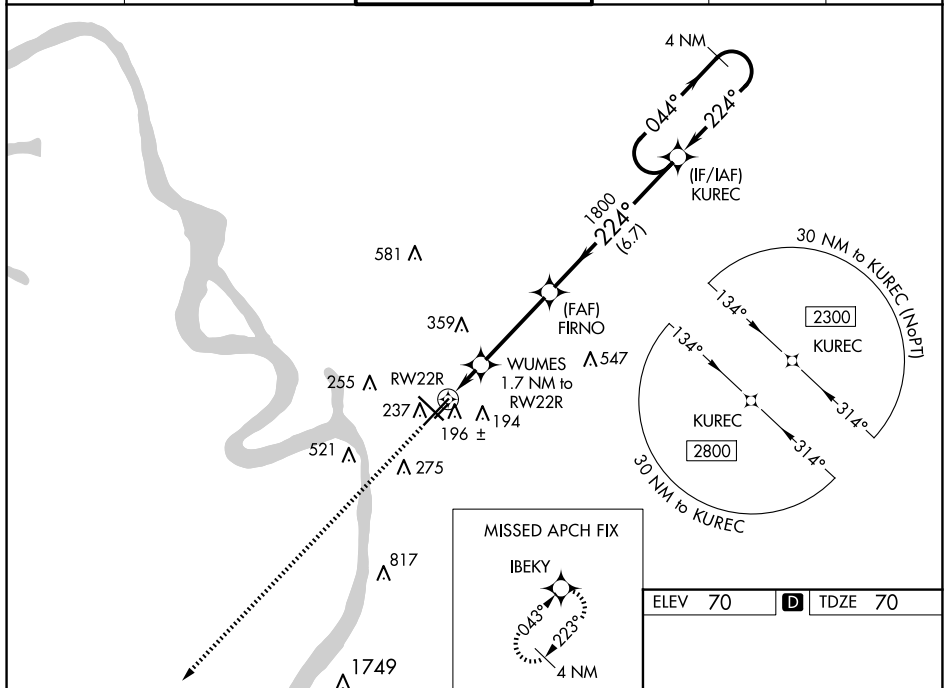 4 NM
044°
224°
(IF/IAF)
KUREC
1800
224°
(6.7)
581
30 NM to KUREC (NoPT)
134°
2300
KUREC
314°
(FAF)
FIRNO
359
134°
547
WUMES
1.7 NM to
RW22R
255
RW22R
KUREC
237
194
196 ±
2800
314°
521
275
30 NM to KUREC
MISSED APCH FIX
IBEKY
817
043°
223°
4 NM
ELEV 70
D
TDZE 70
1749